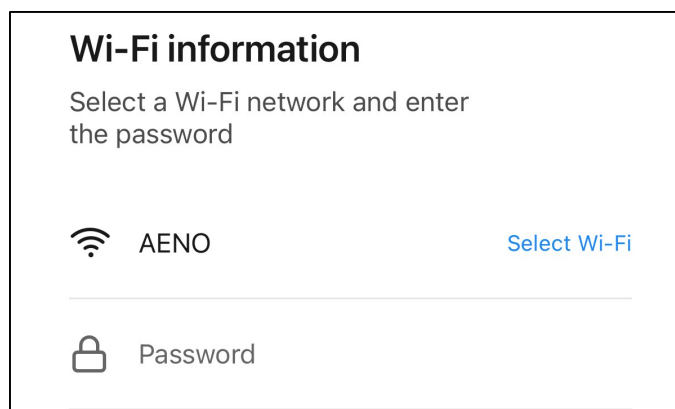 Wi-Fi information
Select a Wi-Fi network and enter
the password
AENO Select Wi-Fi
Password